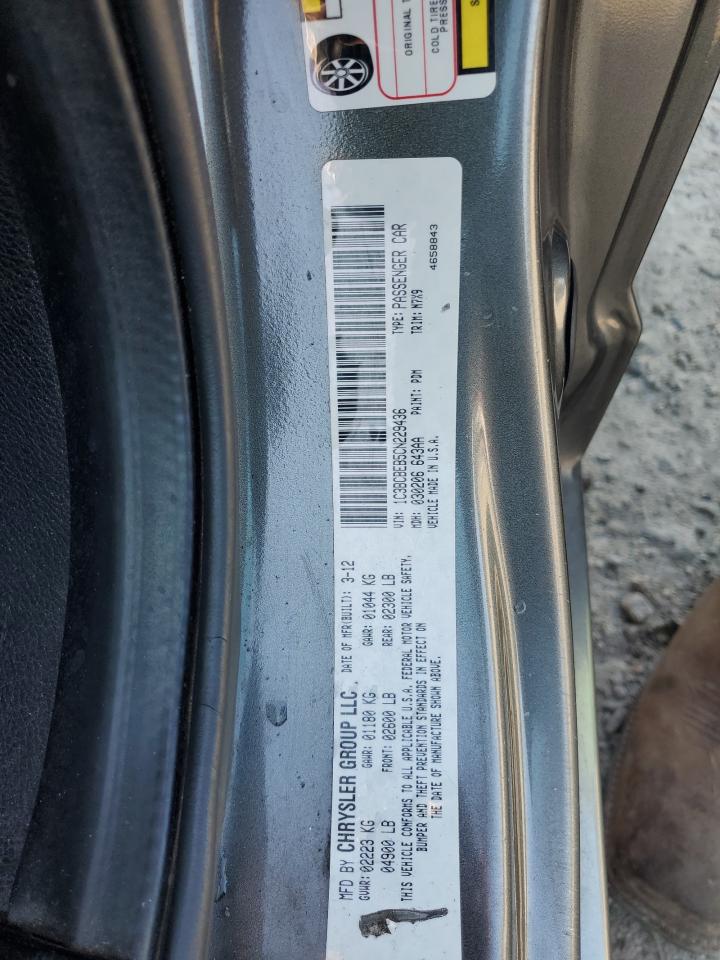 ORIGINAL
COLD TIRE
PRESS
MFD BY CHRYSLER GROUP LLC. DATE OF MFR(BUILT): 3-12
GVWR: 02223 KG GAWR: 01180 KG GAWR: 01044 KG
04900 LB FRONT: 02600 LB REAR: 02300 LB
THIS VEHICLE CONFORMS TO ALL APPLICABLE U.S.A. FEDERAL MOTOR VEHICLE SAFETY,
BUMPER AND THEFT PREVENTION STANDARDS IN EFFECT ON
THE DATE OF MANUFACTURE SHOWN ABOVE.
VIN: 1C3BCBEB5CN229436 TYPE: PASSENGER CAR
MDH: 030206 643AA PAINT: PDM TRIM: M7X9
VEHICLE MADE IN U.S.A. 4658843